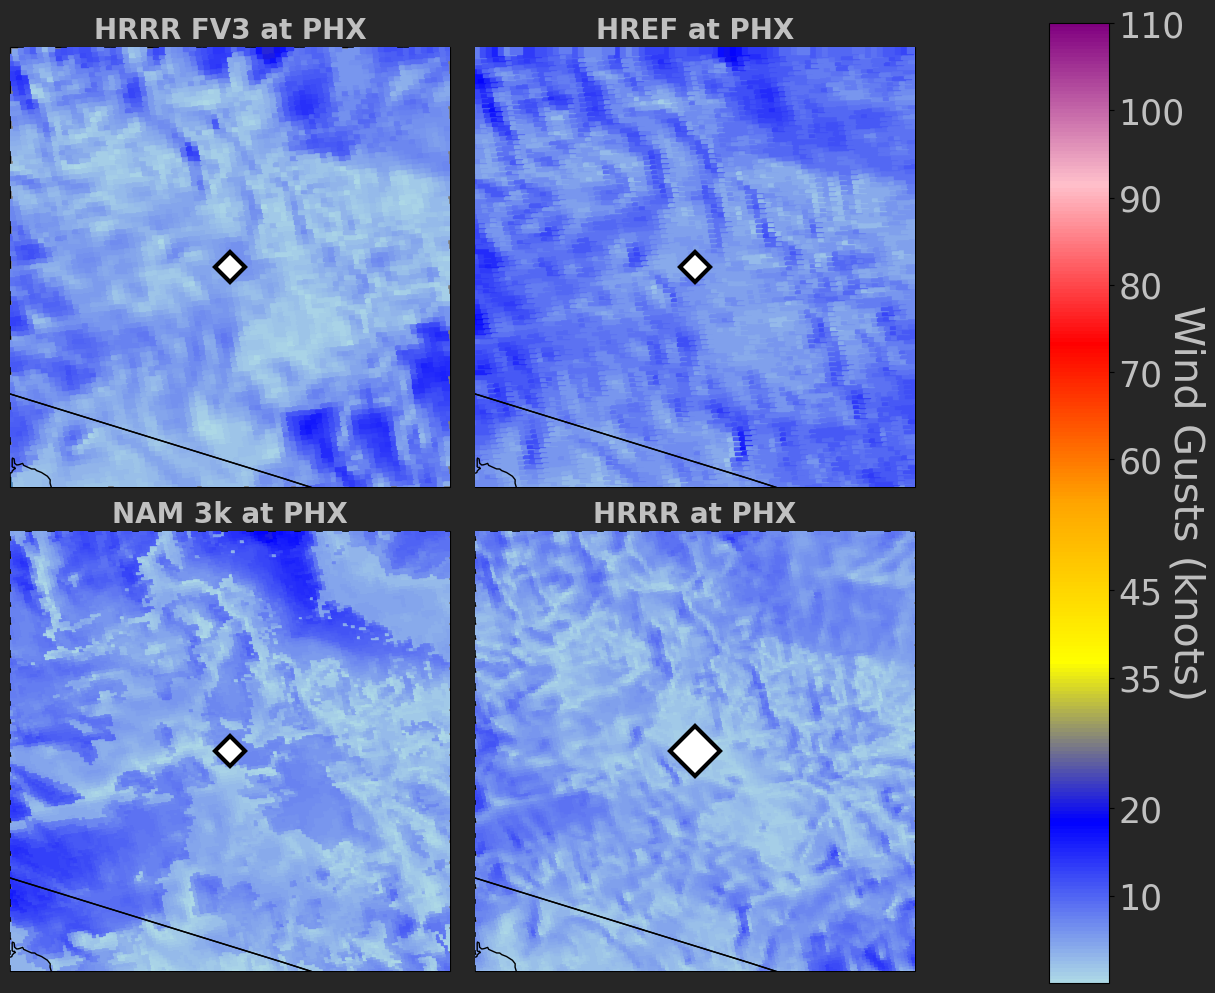 HRRR FV3 at PHX
HREF at PHX
NAM 3k at PHX
HRRR at PHX
110
100
90
80
70
60
45
35
20
10
Wind Gusts (knots)